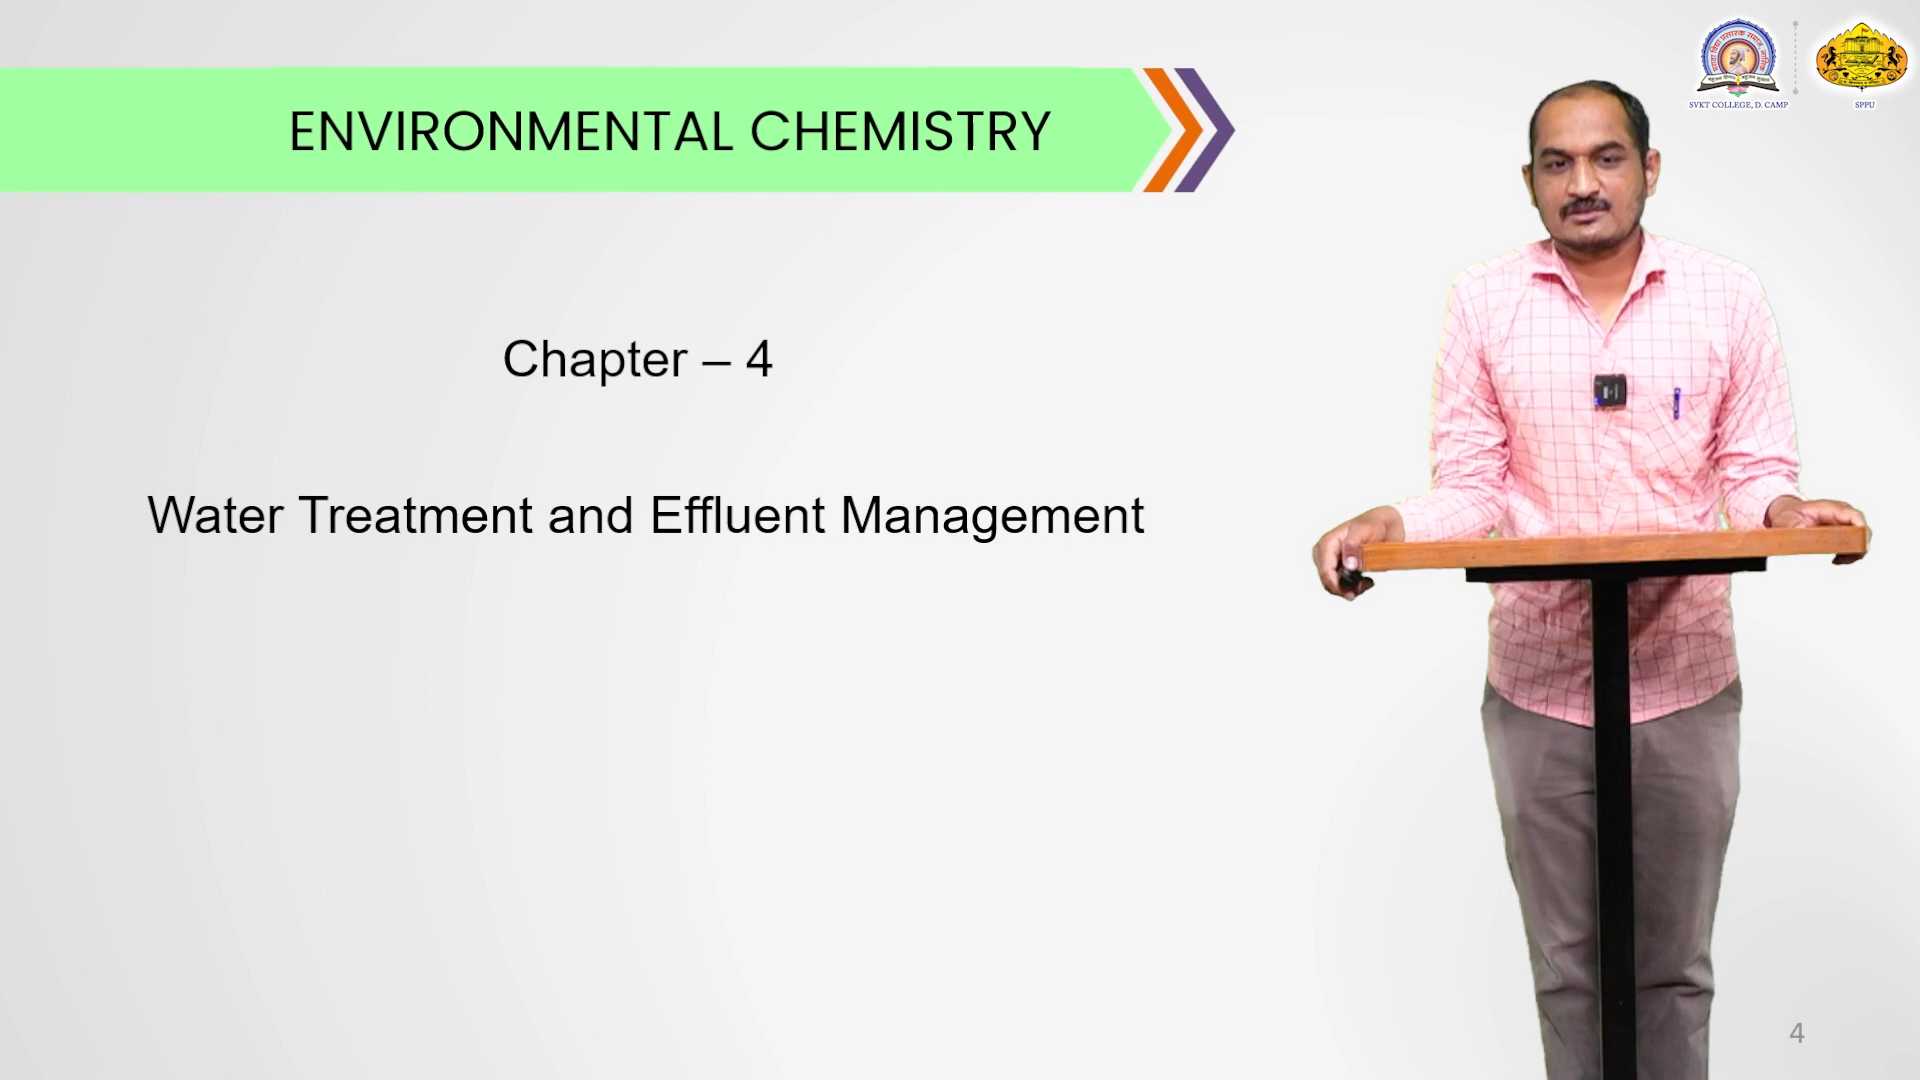 ENVIRONMENTAL CHEMISTRY
SVKT COLLEGE, D. CAMP
SPPU
Chapter – 4
Water Treatment and Effluent Management
4